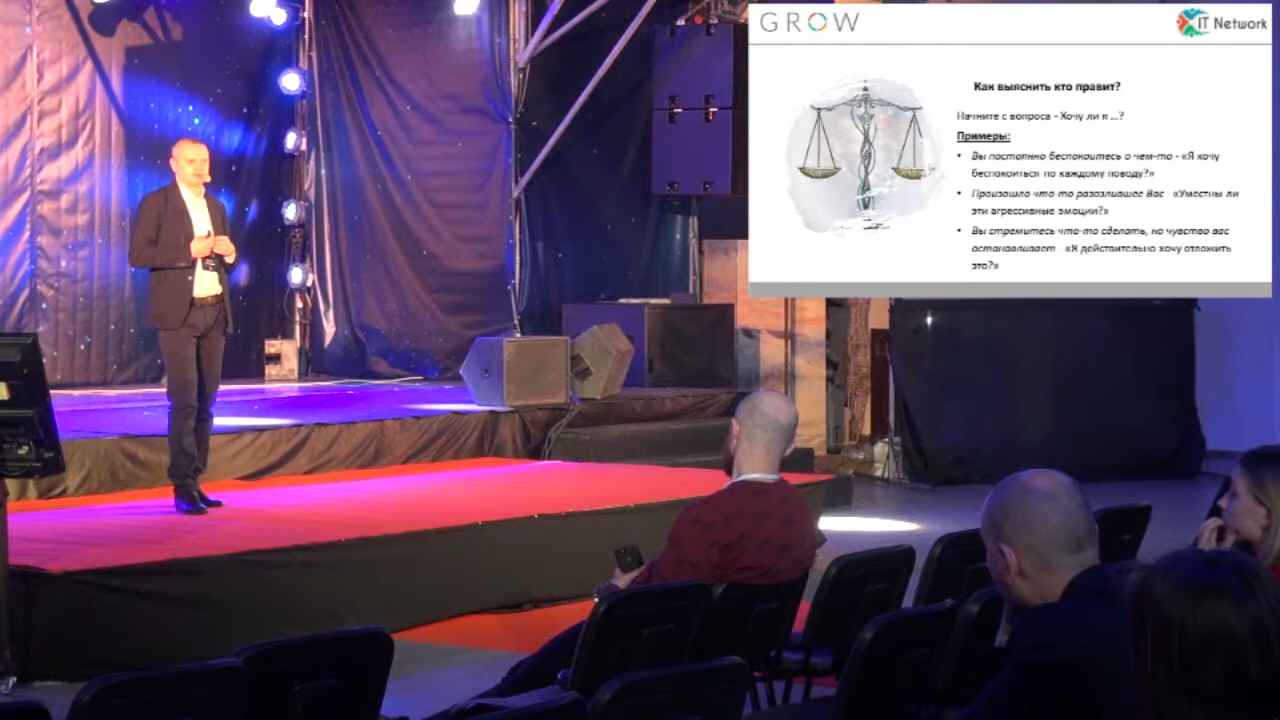 GROW
IT Network
Как выяснить кто правит?
Начните с вопроса - Хочу ли я ...?
Примеры:
• Вы постоянно беспокоитесь о чем-то - «Я хочу
беспокоиться по каждому поводу?»
• Произошло что-то разозлившее Вас - «Уместны ли
эти агрессивные эмоции?»
• Вы стремитесь что-то сделать, но чувство вас
останавливает - «Я действительно хочу отложить
это?»